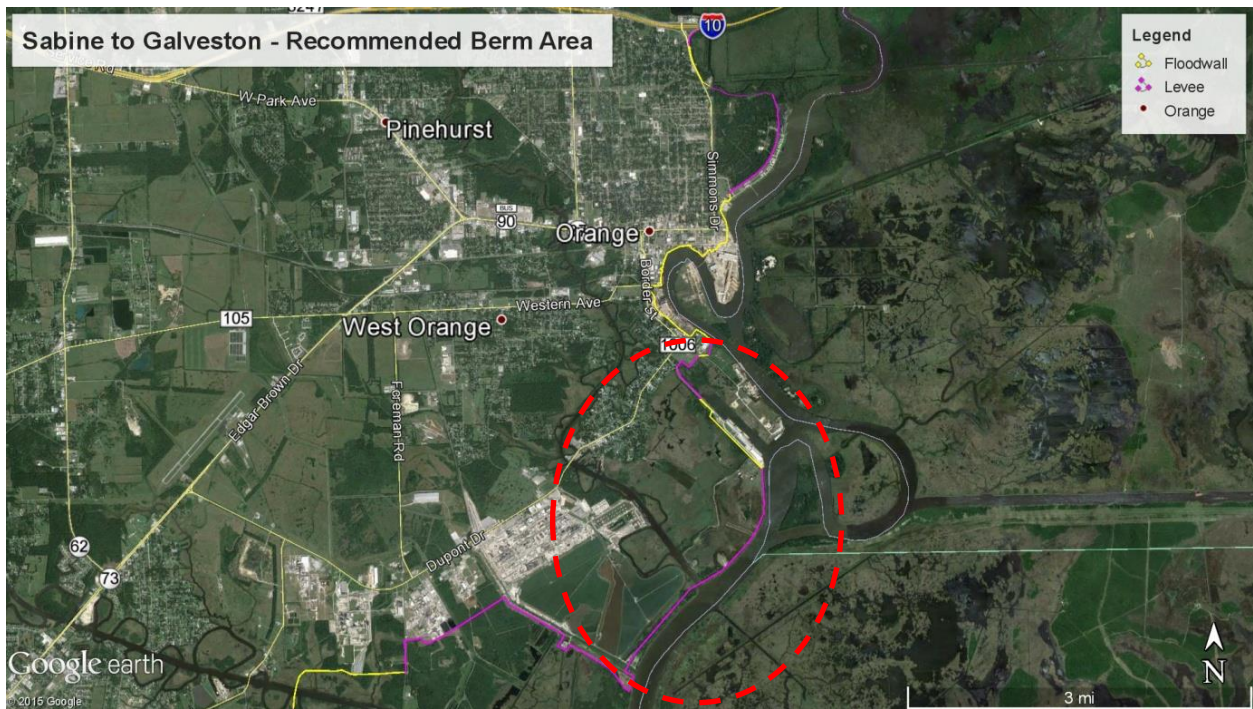 Sabine to Galveston - Recommended Berm Area
10
Legend
Floodwall
Levee
Orange
W Park Ave
Pinehurst
Simmons Dr
BUS
90
Orange
Border St
Western Ave
105
West Orange
1006
Edgar Brown Dr
Foreman Rd
Dupont Dr
62
73
Google earth
© 2015 Google
N
3 mi